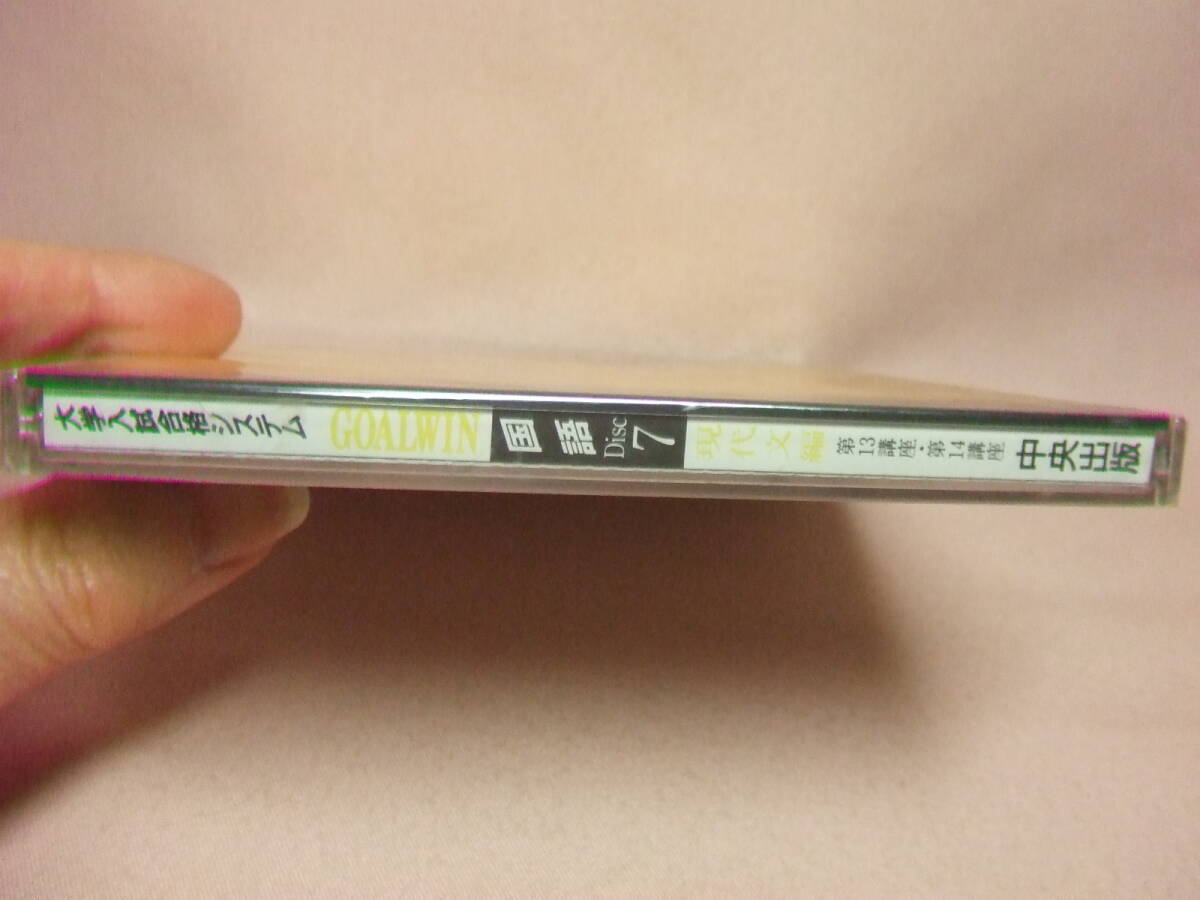 大学入試合格システム
GOALWIN
国語
Disc
7
現代文編
第13講座・第14講座
中央出版